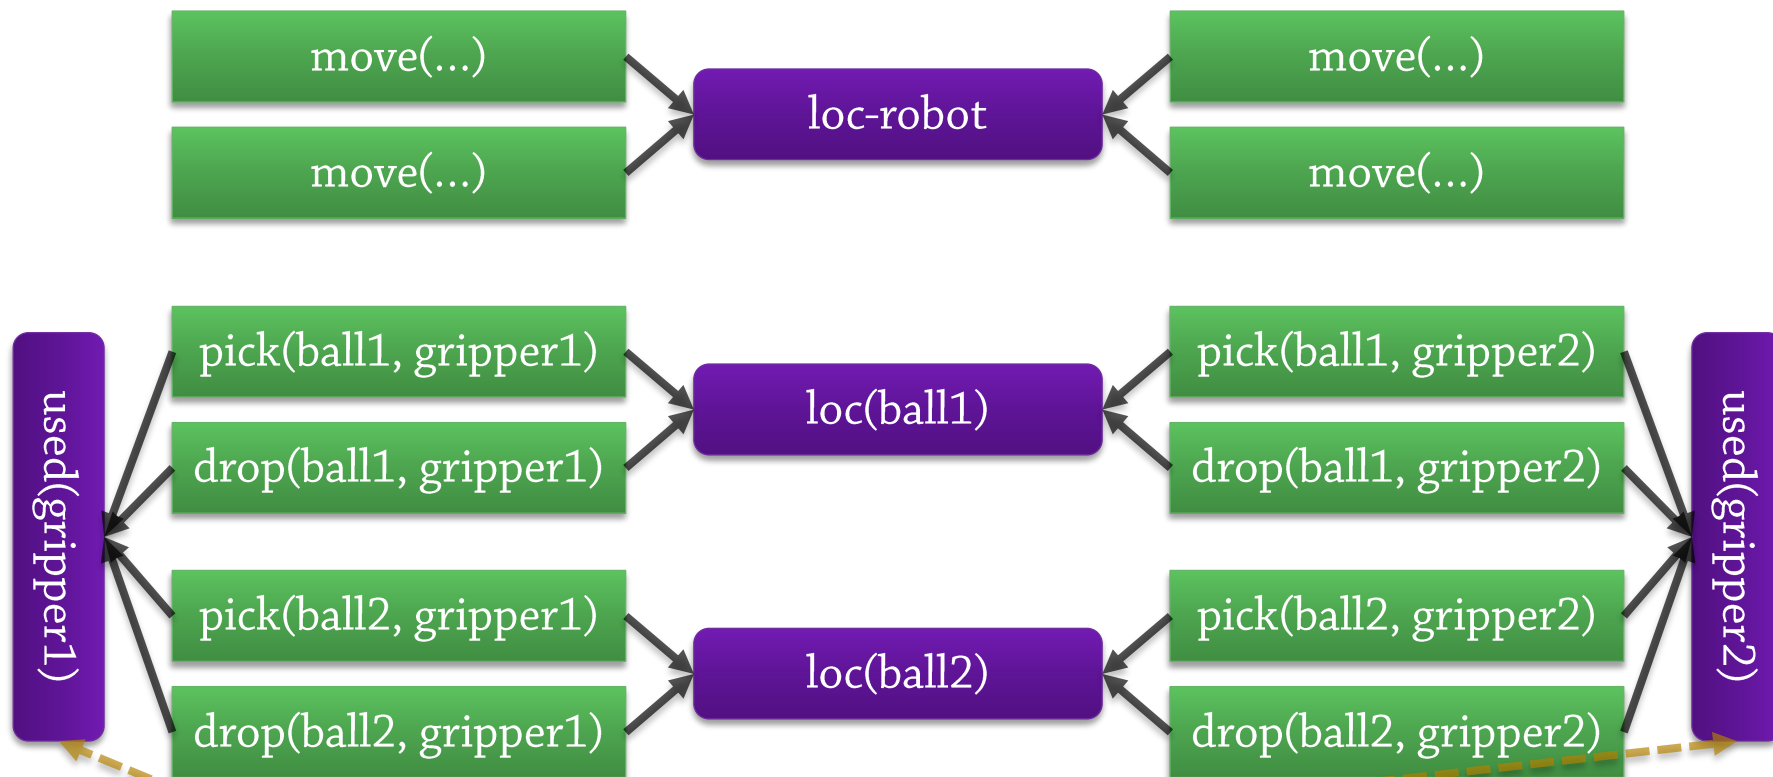 move(...)
move(...)
loc-robot
move(...)
move(...)
used(gripper1)
pick(ball1, gripper1)
drop(ball1, gripper1)
loc(ball1)
pick(ball1, gripper2)
drop(ball1, gripper2)
used(gripper2)
pick(ball2, gripper1)
drop(ball2, gripper1)
loc(ball2)
pick(ball2, gripper2)
drop(ball2, gripper2)